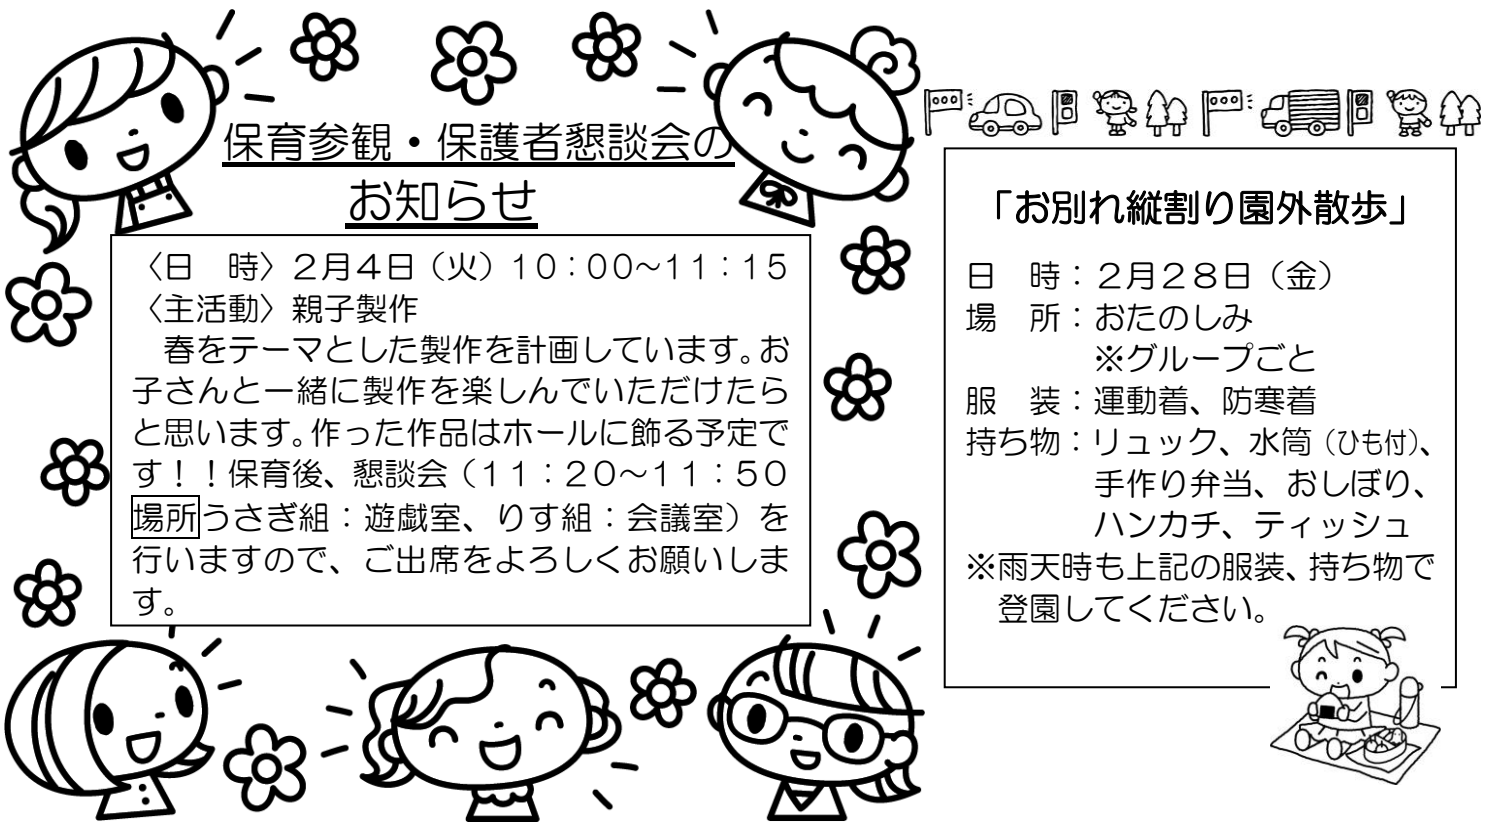 保育参観・保護者懇談会の
お知らせ
〈日　時〉２月４日（火）１０：００～１１：１５
〈主活動〉親子製作
　春をテーマとした製作を計画しています。お
子さんと一緒に製作を楽しんでいただけたら
と思います。作った作品はホールに飾る予定で
す！！保育後、懇談会（１１：２０～１１：５０
場所うさぎ組：遊戯室、りす組：会議室）を
行いますので、ご出席をよろしくお願いしま
す。
「お別れ縦割り園外散歩」
日　時：２月２８日（金）
場　所：おたのしみ
※グループごと
服　装：運動着、防寒着
持ち物：リュック、水筒（ひも付）、
手作り弁当、おしぼり、
ハンカチ、ティッシュ
※雨天時も上記の服装、持ち物で
登園してください。